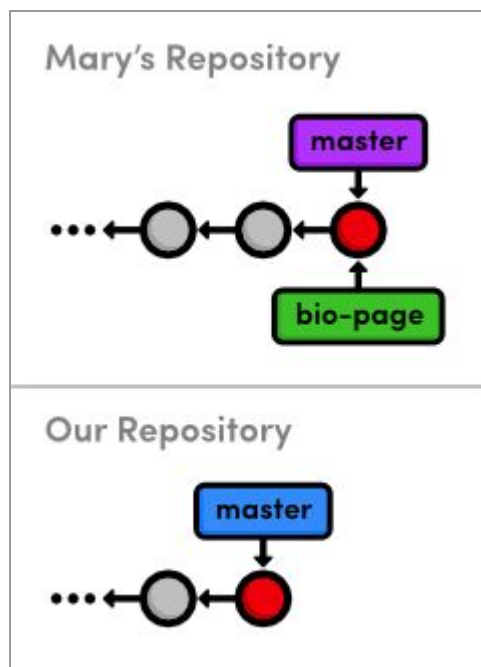 Mary's Repository
master
bio-page
Our Repository
master